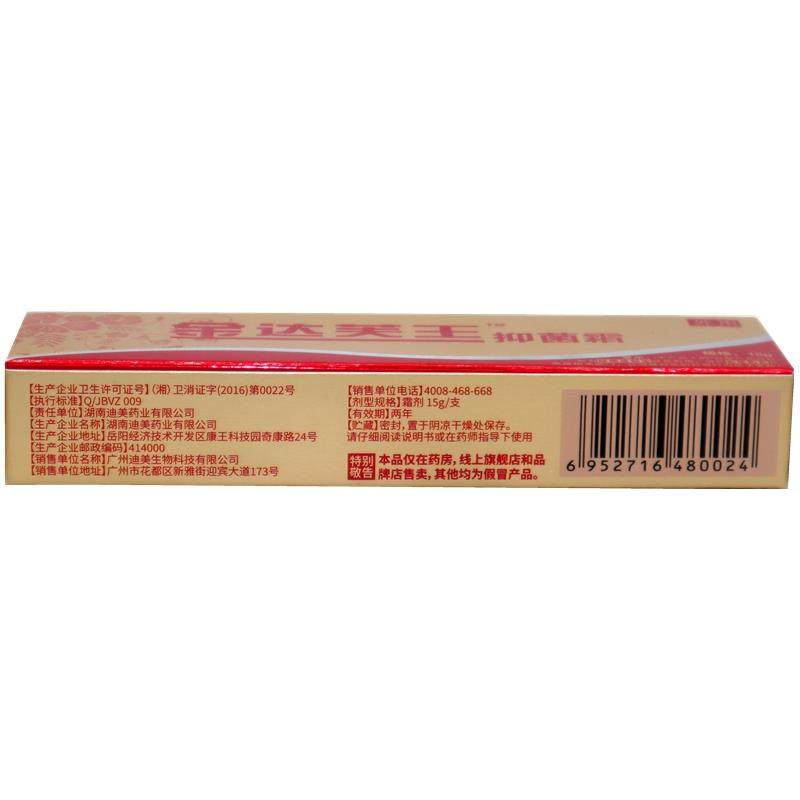 金达芙王™ 抑菌霜
【生产企业卫生许可证号】(湘)卫消证字(2016)第0022号
【执行标准】Q/JBVZ 009
【责任单位】湖南迪美药业有限公司
【生产企业名称】湖南迪美药业有限公司
【生产企业地址】岳阳经济技术开发区康王科技园奇康路24号
【生产企业邮政编码】414000
【销售单位名称】广州迪美生物科技有限公司
【销售单位地址】广州市花都区新雅街迎宾大道173号
【销售单位电话】4008-468-668
【剂型规格】霜剂 15g/支
【有效期】两年
【贮藏】密封,置于阴凉干燥处保存。
请仔细阅读说明书或在药师指导下使用
特别敬告
本品仅在药房,线上旗舰店和品
牌店售卖,其他均为假冒产品。
6 952716 480024